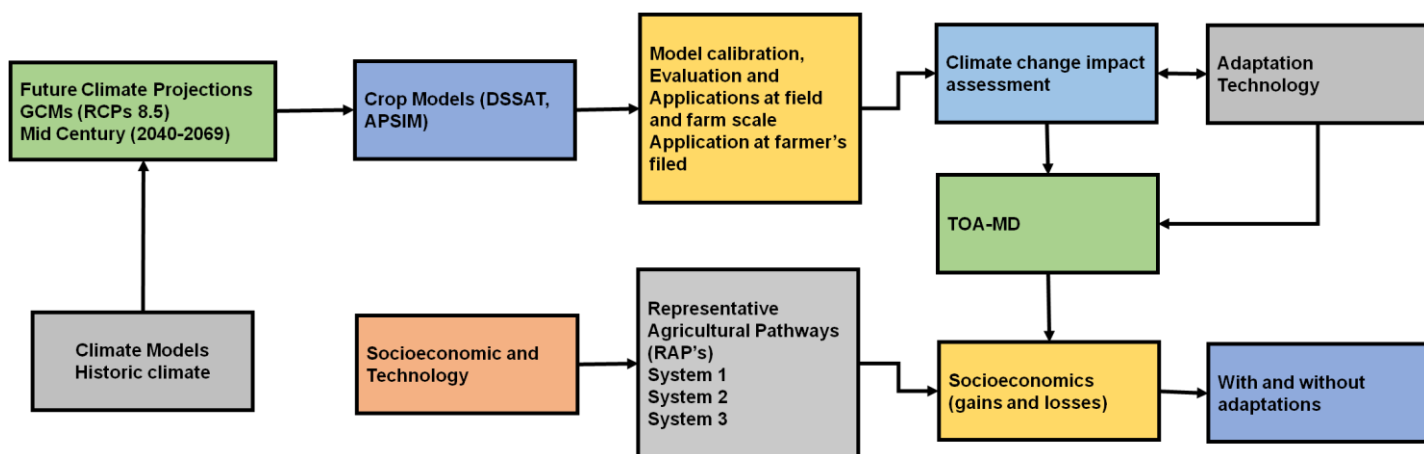 Future Climate Projections
GCMs (RCPs 8.5)
Mid Century (2040-2069)
Crop Models (DSSAT,
APSIM)
Model calibration,
Evaluation and
Applications at field
and farm scale
Application at farmer's
filed
Climate change impact
assessment
Adaptation
Technology
TOA-MD
Climate Models
Historic climate
Socioeconomic and
Technology
Representative
Agricultural Pathways
(RAP's)
System 1
System 2
System 3
Socioeconomics
(gains and losses)
With and without
adaptations